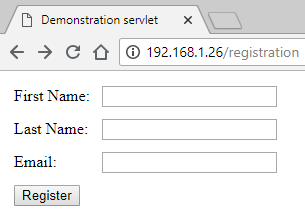 Demonstration servlet
192.168.1.26/registration
First Name:
Last Name:
Email:
Register